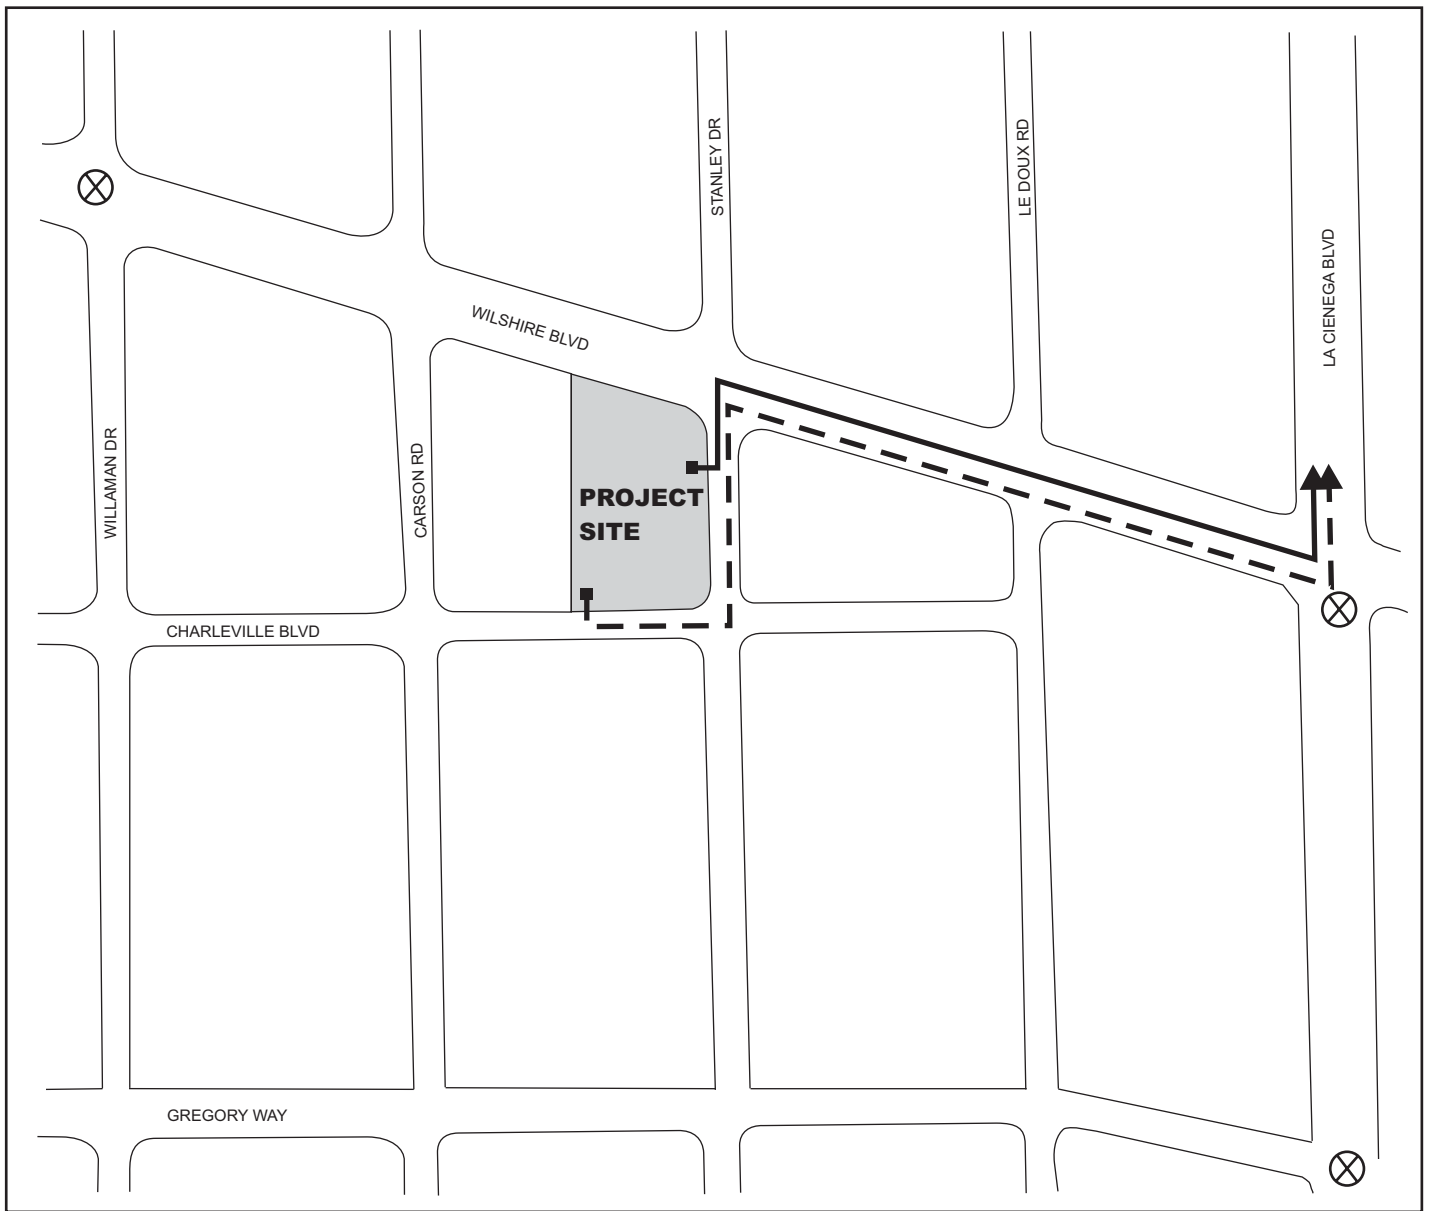 STANLEY DR
LE DOUX RD
LA CIENEGA BLVD
WILSHIRE BLVD
WILLAMAN DR
CARSON RD
PROJECT
SITE
CHARLEVILLE BLVD
GREGORY WAY